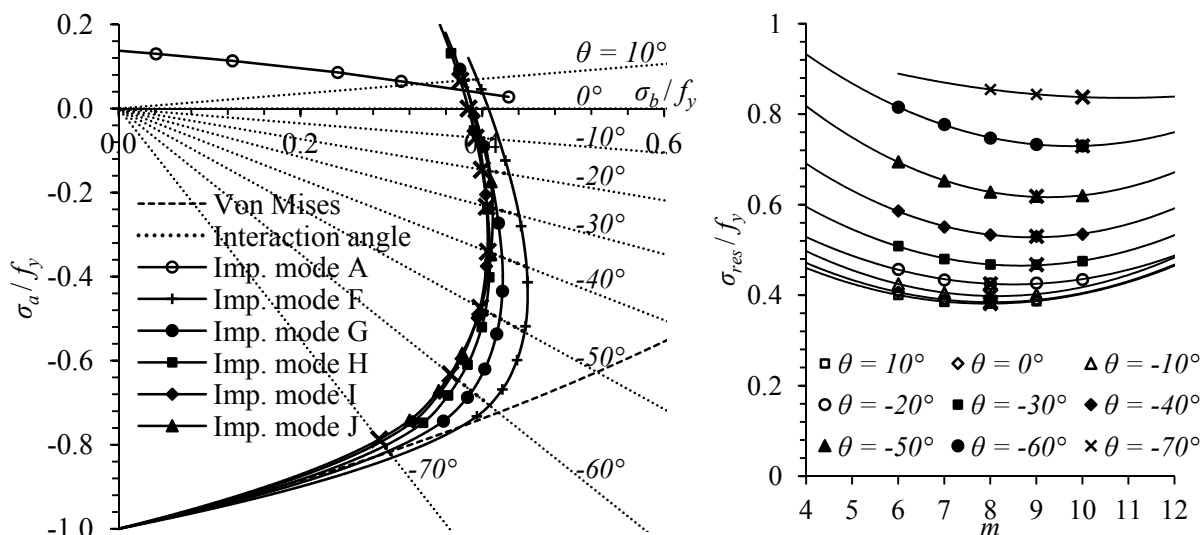 0.2
0.0
-0.2
-0.4
-0.6
-0.8
-1.0
σa/fy
0.0
0.2
0.4
0.6
σb/fy
θ = 10°
0°
-10°
-20°
-30°
-40°
-50°
-60°
-70°
Von Mises
Interaction angle
Imp. mode A
Imp. mode F
Imp. mode G
Imp. mode H
Imp. mode I
Imp. mode J
1
0.8
0.6
0.4
0.2
0
σres/fy
4 5 6 7 8 9 10 11 12
m
θ = 10° θ = 0° θ = -10°
θ = -20° θ = -30° θ = -40°
θ = -50° θ = -60° θ = -70°